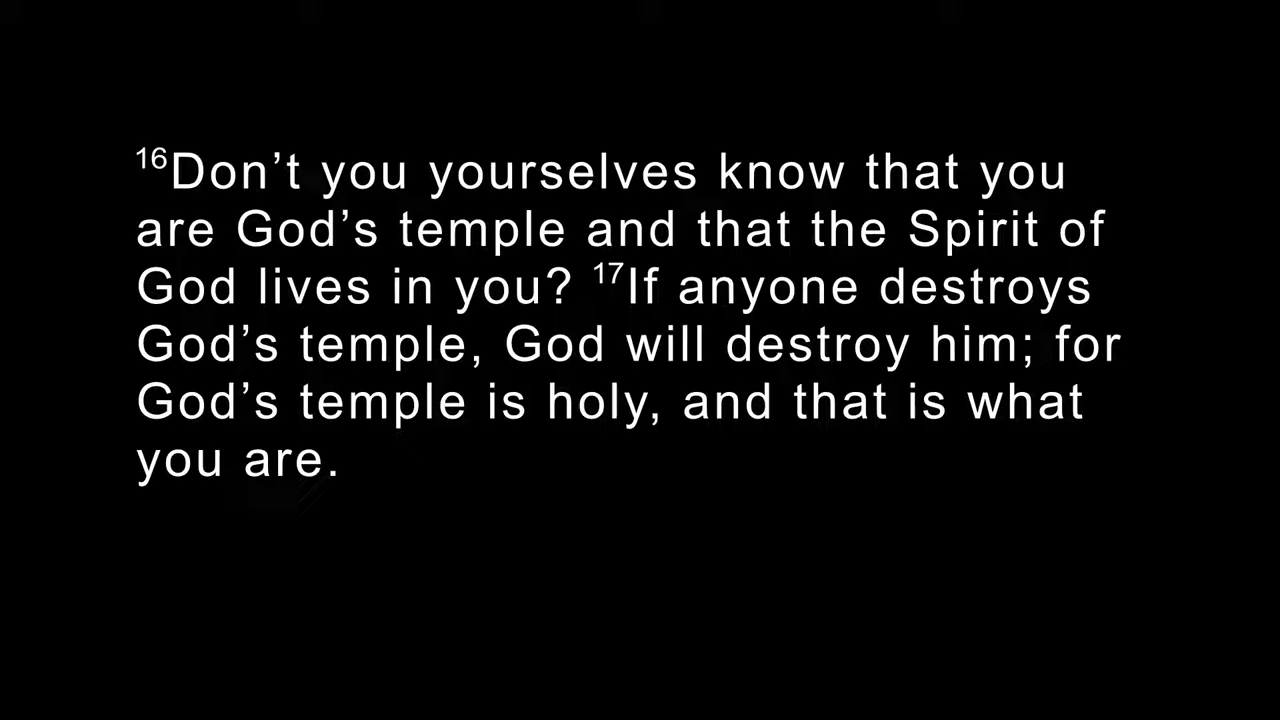 ¹⁶Don’t you yourselves know that you
are God’s temple and that the Spirit of
God lives in you? ¹⁷If anyone destroys
God’s temple, God will destroy him; for
God’s temple is holy, and that is what
you are.